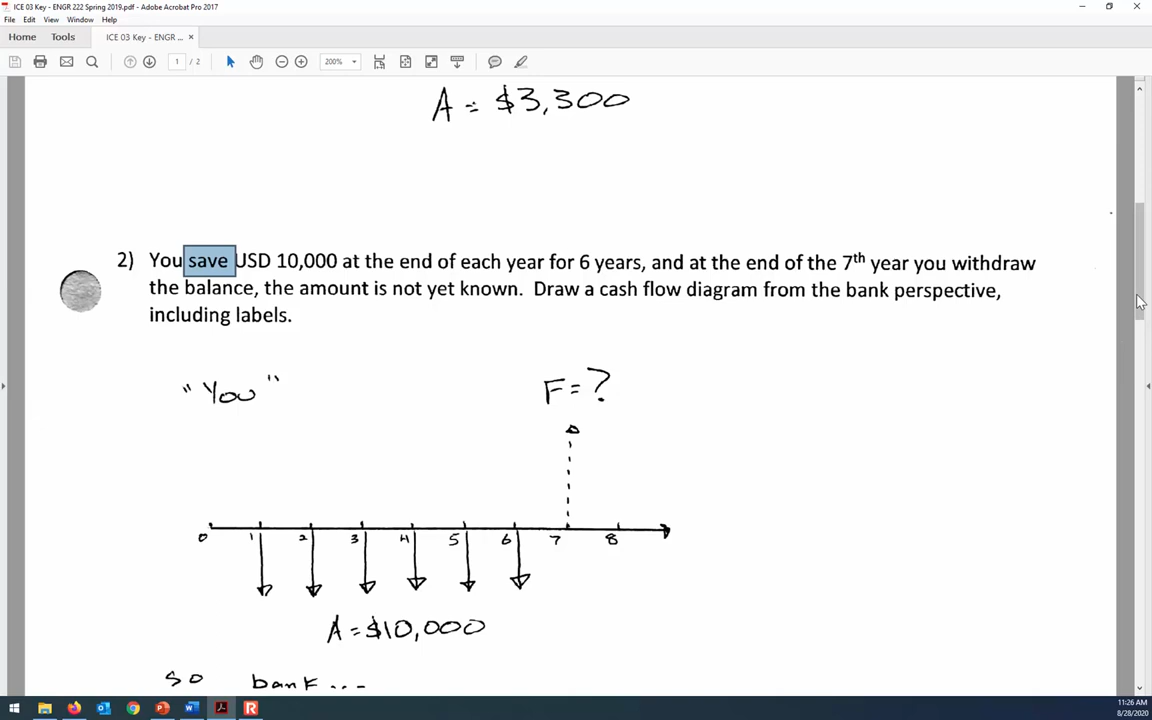 ICE 03 Key - ENGR 222 Spring 2019.pdf - Adobe Acrobat Pro 2017
File Edit View Window Help
Home Tools ICE 03 Key - ENGR ... ×
1 / 2 200%
A = $3,300
2) You save USD 10,000 at the end of each year for 6 years, and at the end of the 7th year you withdraw
the balance, the amount is not yet known. Draw a cash flow diagram from the bank perspective,
including labels.
"You" F=?
0 1 2 3 4 5 6 7 8
A=$10,000
so bank...
11:26 AM
8/28/2020